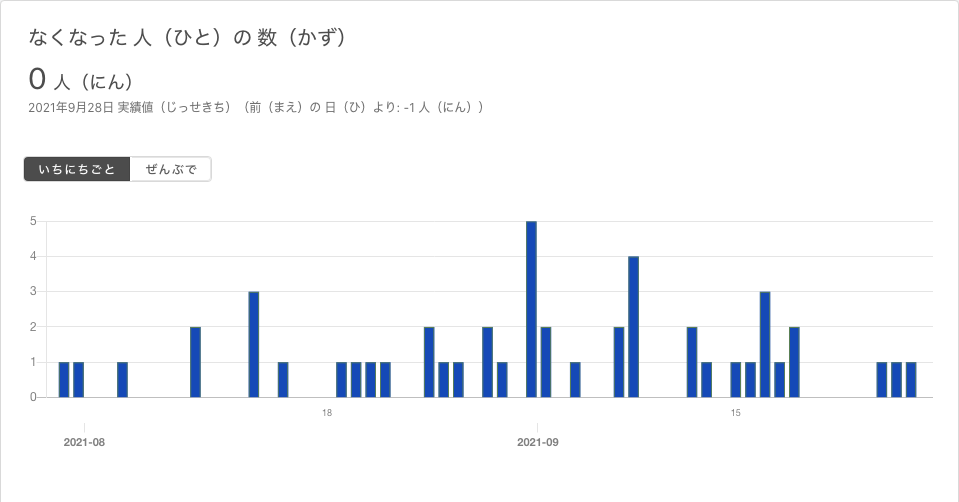 なくなった 人（ひと）の 数（かず）
0 人（にん）
2021年9月28日 実績値（じっせきち）（前（まえ）の 日（ひ）より: -1 人（にん））
いちにちごと ぜんぶで
5
4
3
2
1
0
18 15
2021-08 2021-09